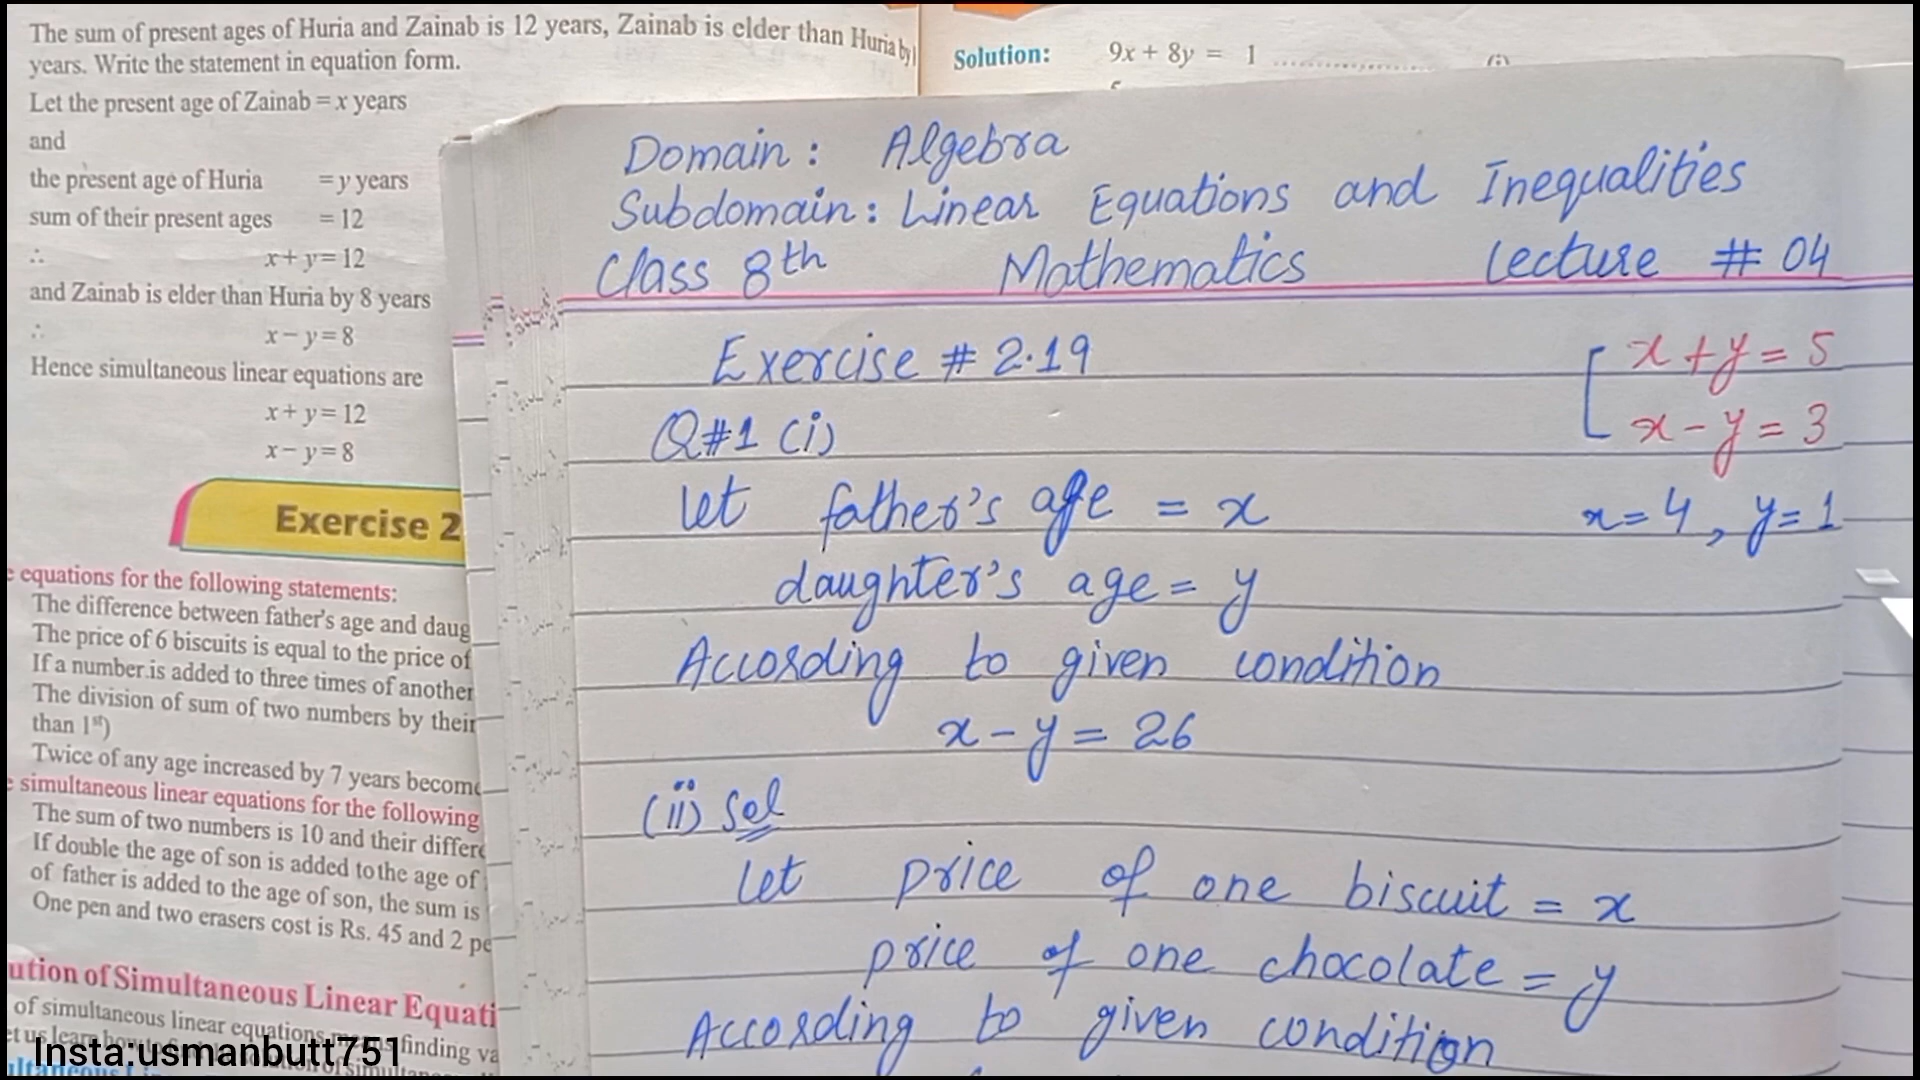 The sum of present ages of Huria and Zainab is 12 years, Zainab is elder than Huria by
years. Write the statement in equation form.
Let the present age of Zainab = x years
and
the present age of Huria = y years
sum of their present ages = 12
∴ x + y = 12
and Zainab is elder than Huria by 8 years
∴ x − y = 8
Hence simultaneous linear equations are
x + y = 12
x − y = 8
Exercise 2
equations for the following statements:
The difference between father's age and daug
The price of 6 biscuits is equal to the price of
If a number is added to three times of another
The division of sum of two numbers by their
than 1st)
Twice of any age increased by 7 years become
simultaneous linear equations for the following
The sum of two numbers is 10 and their differe
If double the age of son is added to the age of
of father is added to the age of son, the sum is
One pen and two erasers cost is Rs. 45 and 2 pe
ution of Simultaneous Linear Equati
of simultaneous linear equations finding va
Insta:usmanbutt751
Solution: 9x + 8y = 1 .................... (i)
Domain: Algebra
Subdomain: Linear Equations and Inequalities
Class 8th Mathematics Lecture # 04
Exercise # 2.19
Q#1 (i)
x + y = 5
x - y = 3
x = 4, y = 1
Let father's age = x
daughter's age = y
According to given condition
x - y = 26
(ii) Sol
Let price of one biscuit = x
price of one chocolate = y
According to given condition